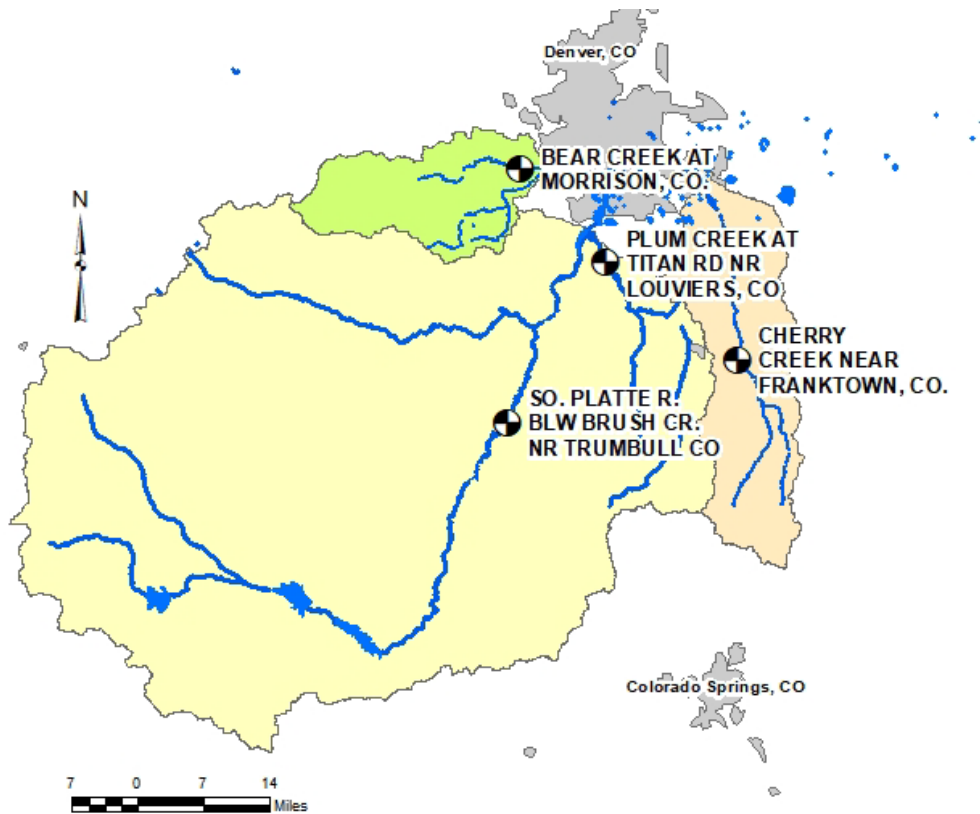 Denver, CO
BEAR CREEK AT
MORRISON, CO.
N
PLUM CREEK AT
TITAN RD NR
LOUVIERS, CO
CHERRY
CREEK NEAR
FRANKTOWN, CO.
SO. PLATTE R.
BLW BRUSH CR.
NR TRUMBULL CO
Colorado Springs, CO
7 0 7 14
Miles